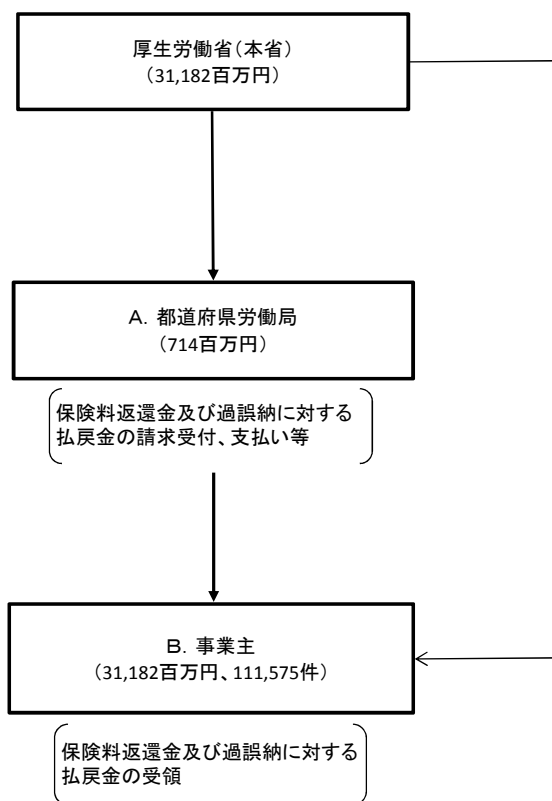 厚生労働省（本省）
（31,182百万円）
Ａ．都道府県労働局
（714百万円）
保険料返還金及び過誤納に対する
払戻金の請求受付、支払い等
Ｂ．事業主
（31,182百万円、111,575件）
保険料返還金及び過誤納に対する
払戻金の受領